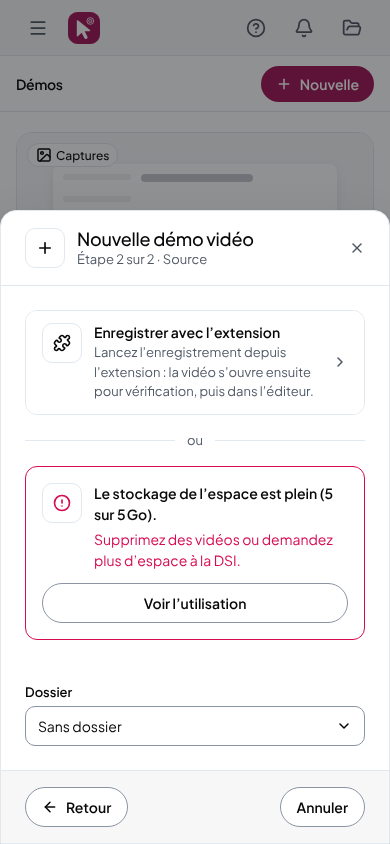 Démos
Nouvelle
Captures
Nouvelle démo vidéo
Étape 2 sur 2 · Source
Enregistrer avec l’extension
Lancez l’enregistrement depuis
l’extension : la vidéo s’ouvre ensuite
pour vérification, puis dans l’éditeur.
ou
Le stockage de l’espace est plein (5
sur 5 Go).
Supprimez des vidéos ou demandez
plus d’espace à la DSI.
Voir l’utilisation
Dossier
Sans dossier
Retour
Annuler